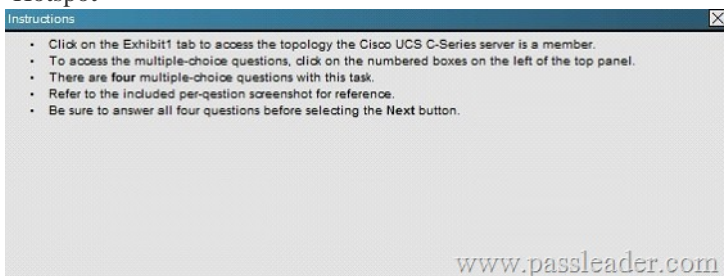 Hotspot
Instructions
• Click on the Exhibit1 tab to access the topology the Cisco UCS C-Series server is a member.
• To access the multiple-choice questions, click on the numbered boxes on the left of the top panel.
• There are four multiple-choice questions with this task.
• Refer to the included per-qestion screenshot for reference.
• Be sure to answer all four questions before selecting the Next button.
www.passleader.com